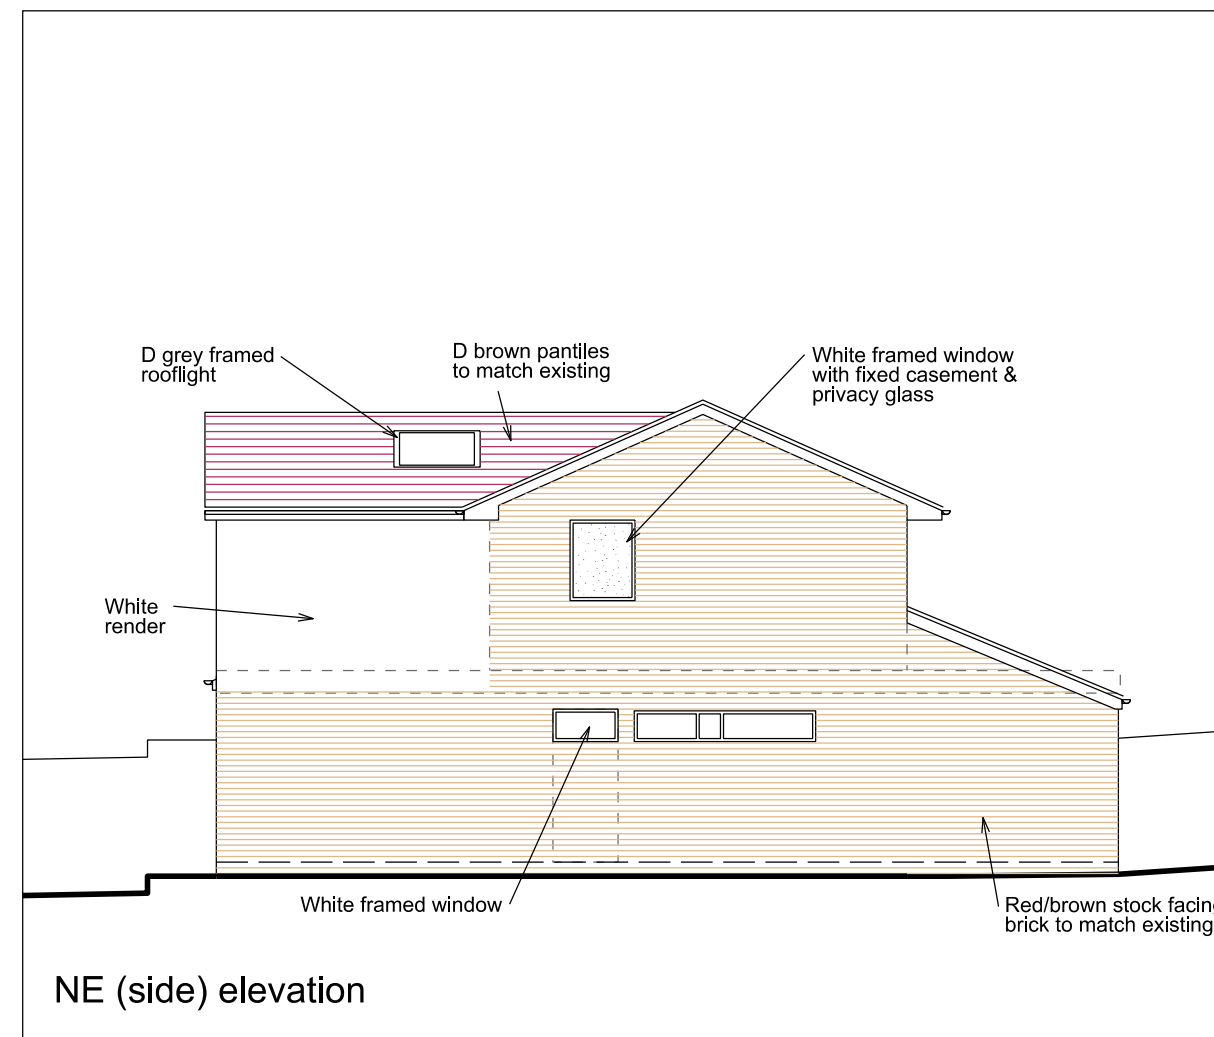 D grey framed
rooflight
D brown pantiles
to match existing
White framed window
with fixed casement &
privacy glass
White
render
White framed window
Red/brown stock facing
brick to match existing
NE (side) elevation